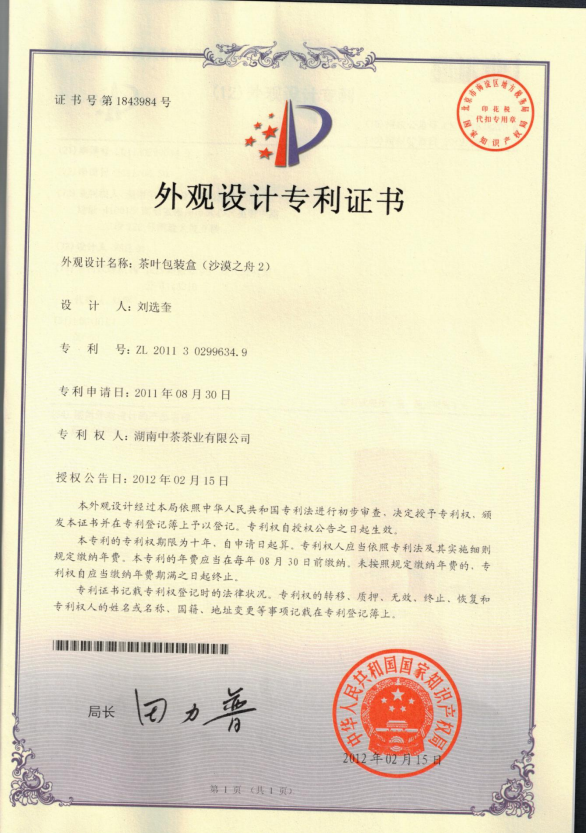 证书号第1843984号
北京市海淀区地方税务局
印花税
代扣专用章
国家知识产权局
外观设计专利证书
外观设计名称：茶叶包装盒（沙漠之舟2）
设计人：刘选奎
专利号：ZL 2011 3 0299634.9
专利申请日：2011年08月30日
专利权人：湖南中茶茶业有限公司
授权公告日：2012年02月15日
本外观设计经过本局依照中华人民共和国专利法进行初步审查，决定授予专利权，颁
发本证书并在专利登记簿上予以登记。专利权自授权公告之日起生效。
本专利的专利权期限为十年，自申请日起算。专利权人应当依照专利法及其实施细则
规定缴纳年费。本专利的年费应当在每年08月30日前缴纳。未按照规定缴纳年费的，专
利权自应当缴纳年费期满之日起终止。
专利证书记载专利权登记时的法律状况。专利权的转移、质押、无效、终止、恢复和
专利权人的姓名或名称、国籍、地址变更等事项记载在专利登记簿上。
局长
田力普
中华人民共和国国家知识产权局
2012年02月15日
第1页（共1页）